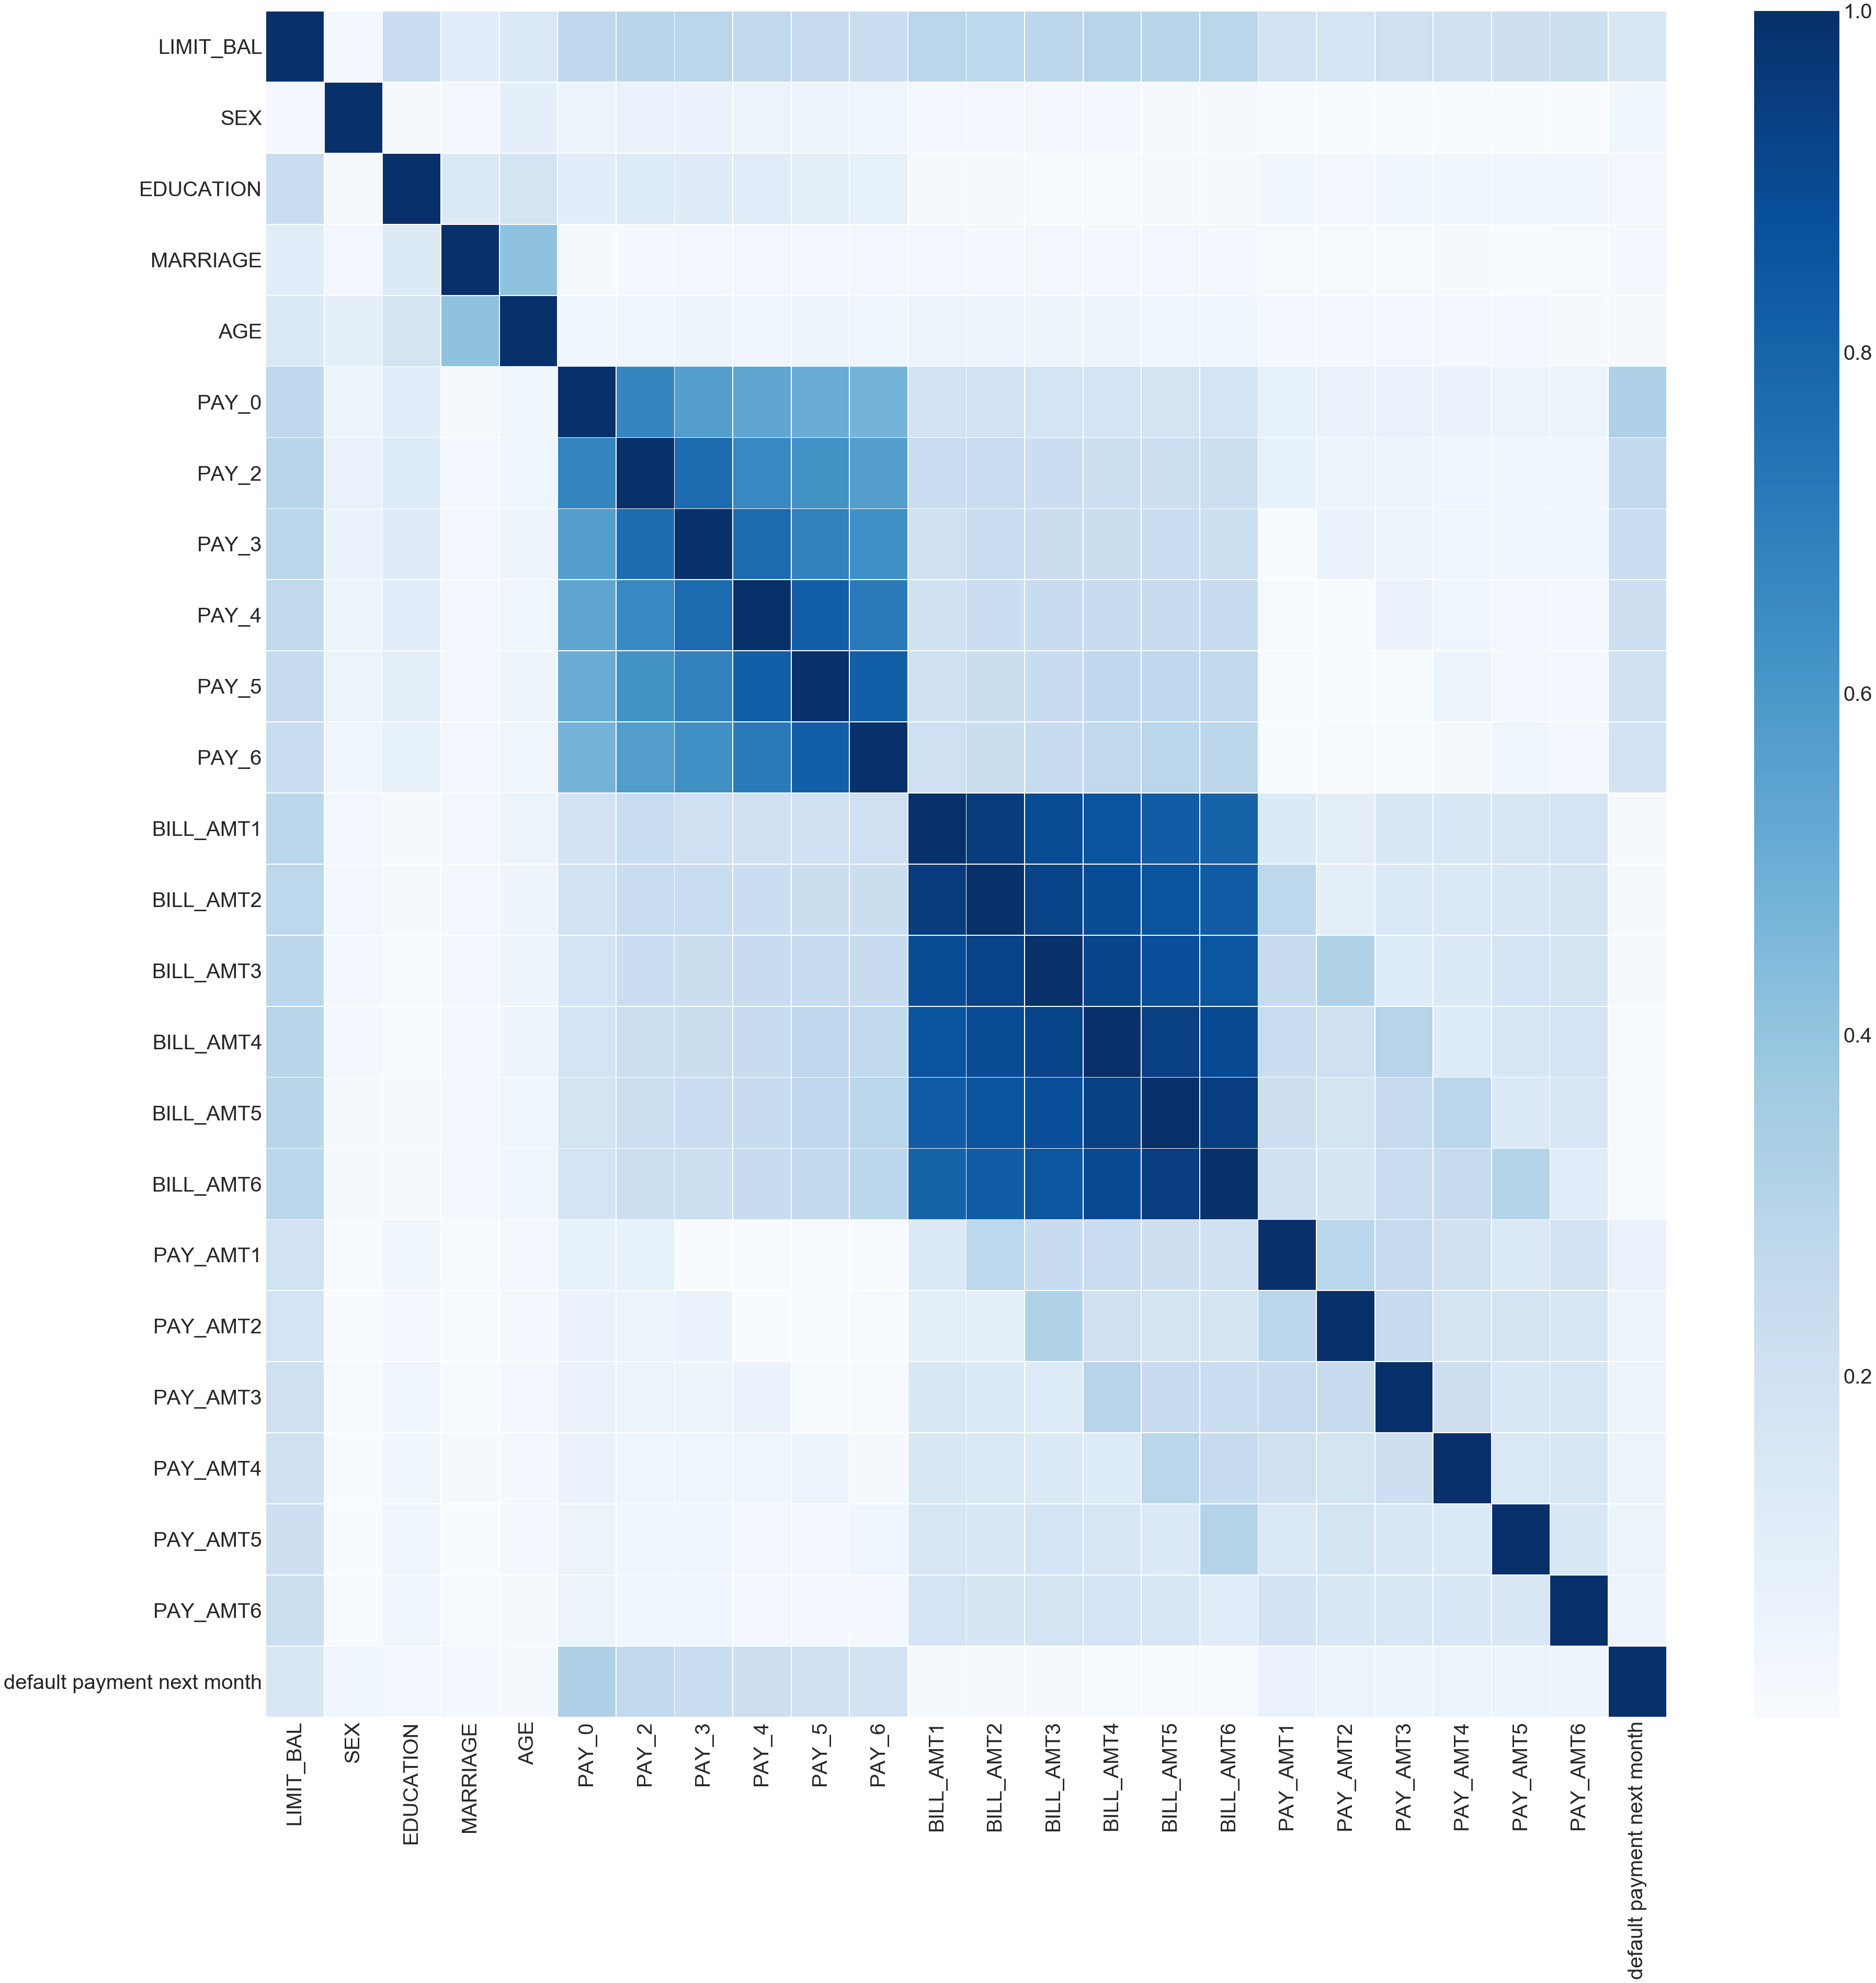 LIMIT_BAL
SEX
EDUCATION
MARRIAGE
AGE
PAY_0
PAY_2
PAY_3
PAY_4
PAY_5
PAY_6
BILL_AMT1
BILL_AMT2
BILL_AMT3
BILL_AMT4
BILL_AMT5
BILL_AMT6
PAY_AMT1
PAY_AMT2
PAY_AMT3
PAY_AMT4
PAY_AMT5
PAY_AMT6
default payment next month
LIMIT_BAL
SEX
EDUCATION
MARRIAGE
AGE
PAY_0
PAY_2
PAY_3
PAY_4
PAY_5
PAY_6
BILL_AMT1
BILL_AMT2
BILL_AMT3
BILL_AMT4
BILL_AMT5
BILL_AMT6
PAY_AMT1
PAY_AMT2
PAY_AMT3
PAY_AMT4
PAY_AMT5
PAY_AMT6
default payment next month
1.0
0.8
0.6
0.4
0.2